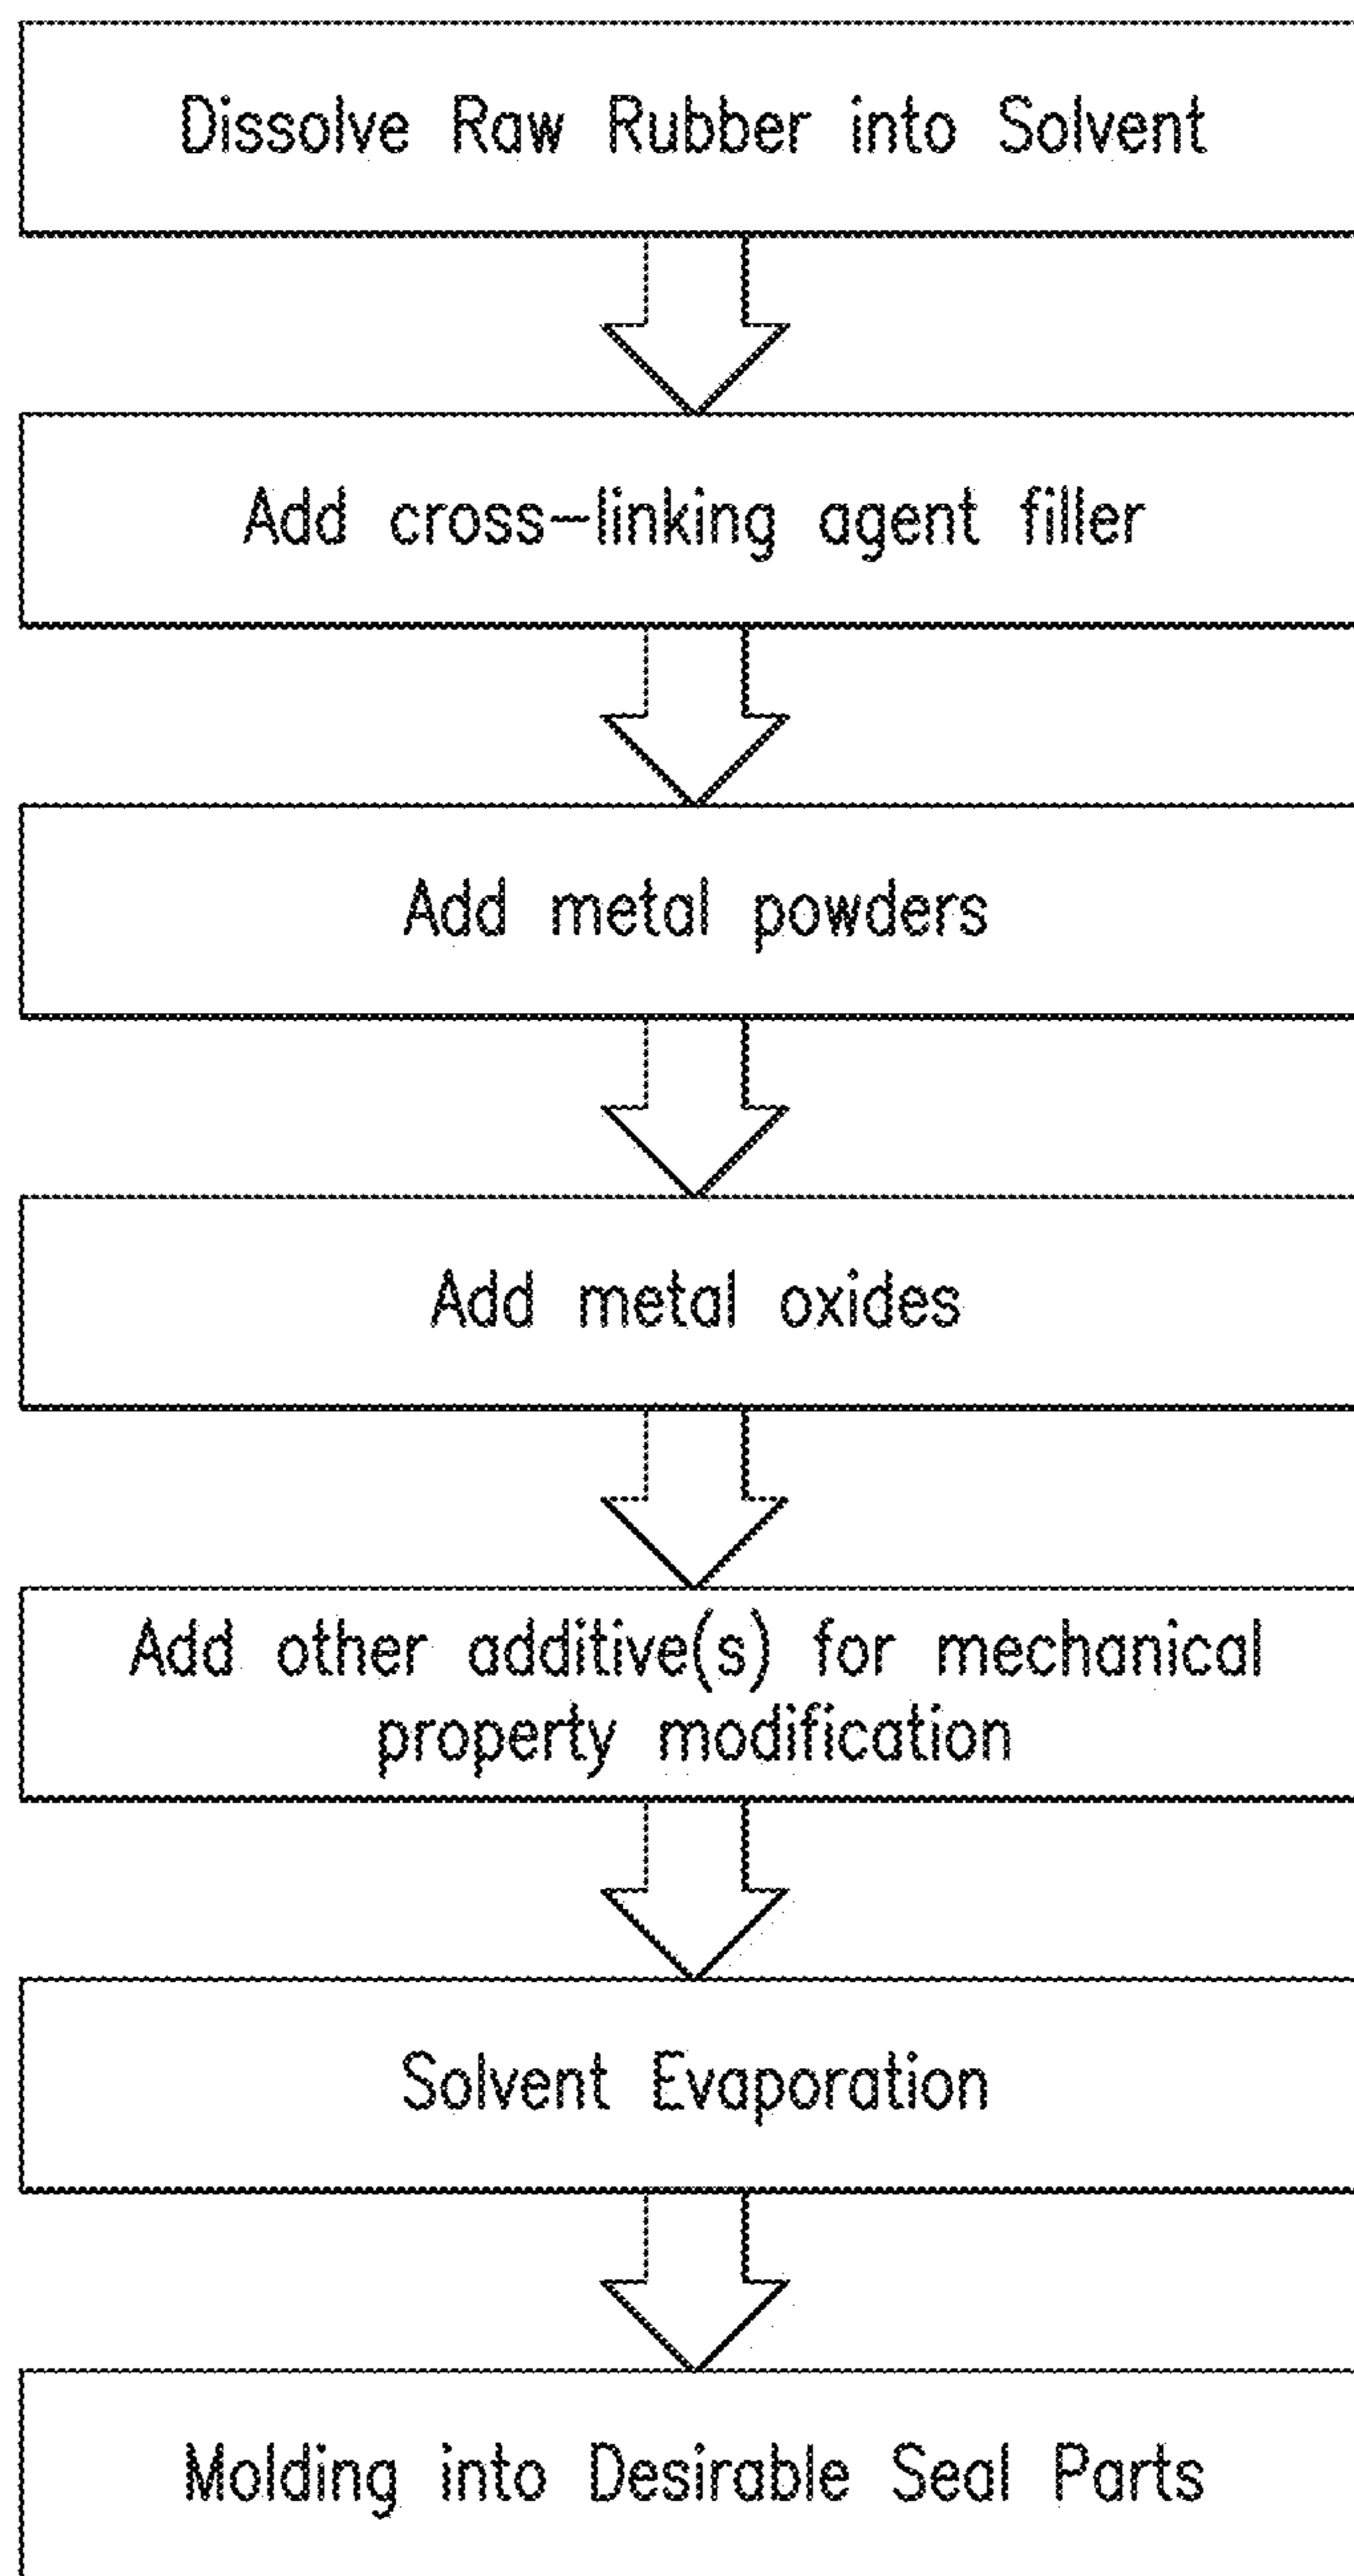 Dissolve Raw Rubber into Solvent
Add cross-linking agent filler
Add metal powders
Add metal oxides
Add other additive(s) for mechanical
property modification
Solvent Evaporation
Molding into Desirable Seal Parts